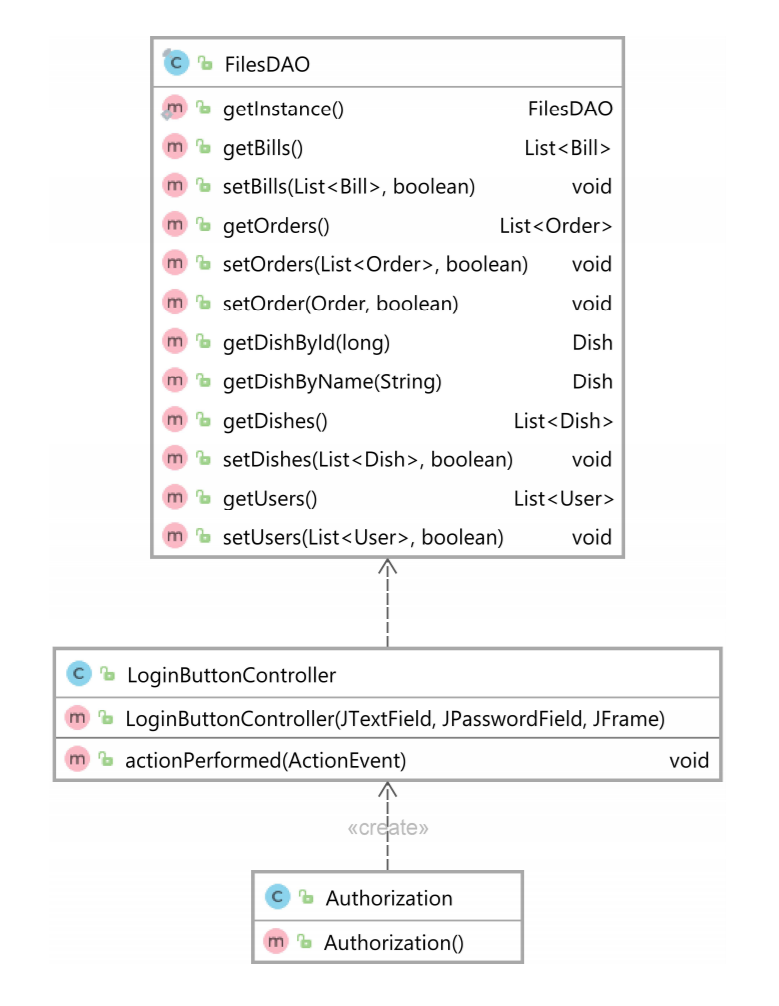 FilesDAO
getInstance() FilesDAO
getBills() List<Bill>
setBills(List<Bill>, boolean) void
getOrders() List<Order>
setOrders(List<Order>, boolean) void
setOrder(Order, boolean) void
getDishById(long) Dish
getDishByName(String) Dish
getDishes() List<Dish>
setDishes(List<Dish>, boolean) void
getUsers() List<User>
setUsers(List<User>, boolean) void
LoginButtonController
LoginButtonController(JTextField, JPasswordField, JFrame)
actionPerformed(ActionEvent) void
«create»
Authorization
Authorization()